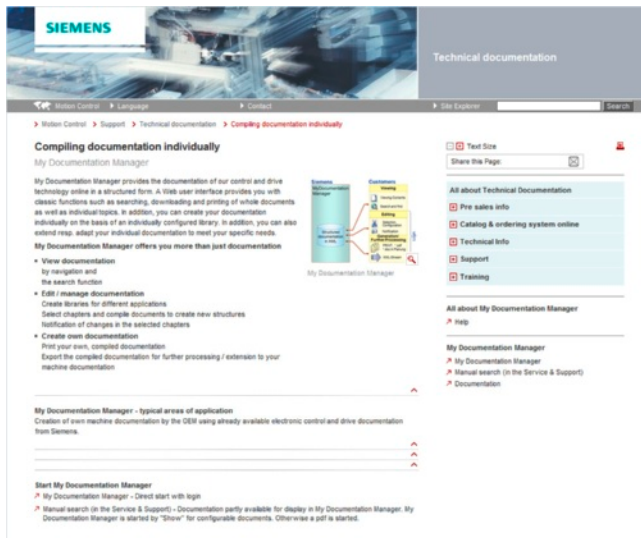 SIEMENS
Technical documentation
Motion Control
Language
Contact
Site Explorer
Search
Motion Control
Support
Technical documentation
Compiling documentation individually
Compiling documentation individually
My Documentation Manager
My Documentation Manager provides the documentation of our control and drive
technology online in a structured form. A Web user interface provides you with
classic functions such as searching, downloading and printing of whole documents
as well as individual topics. In addition, you can create your documentation
individually on the basis of an individually configured library. In addition, you can also
extend resp. adapt your individual documentation to meet your specific needs.
My Documentation Manager offers you more than just documentation
View documentation
by navigation and
the search function
Edit / manage documentation
Create libraries for different applications
Select chapters and compile documents to create new structures
Notification of changes in the selected chapters
Create own documentation
Print your own, compiled documentation
Export the compiled documentation for further processing / extension to your
machine documentation
Siemens:
My Documentation
Manager
Customers:
Viewing
Editing
Further Processing
My Documentation Manager
My Documentation Manager - typical areas of application
Creation of own machine documentation by the OEM using already available electronic control and drive documentation
from Siemens.
Start My Documentation Manager
My Documentation Manager - Direct start with login
Manual search (in the Service & Support) - Documentation partly available for display in My Documentation Manager. My
Documentation Manager is started by "Show" for configurable documents. Otherwise a pdf is started.
Text Size
Share this Page:
All about Technical Documentation
Pre sales info
Catalog & ordering system online
Technical Info
Support
Training
All about My Documentation Manager
Help
My Documentation Manager
My Documentation Manager
Manual search (in the Service & Support)
Documentation